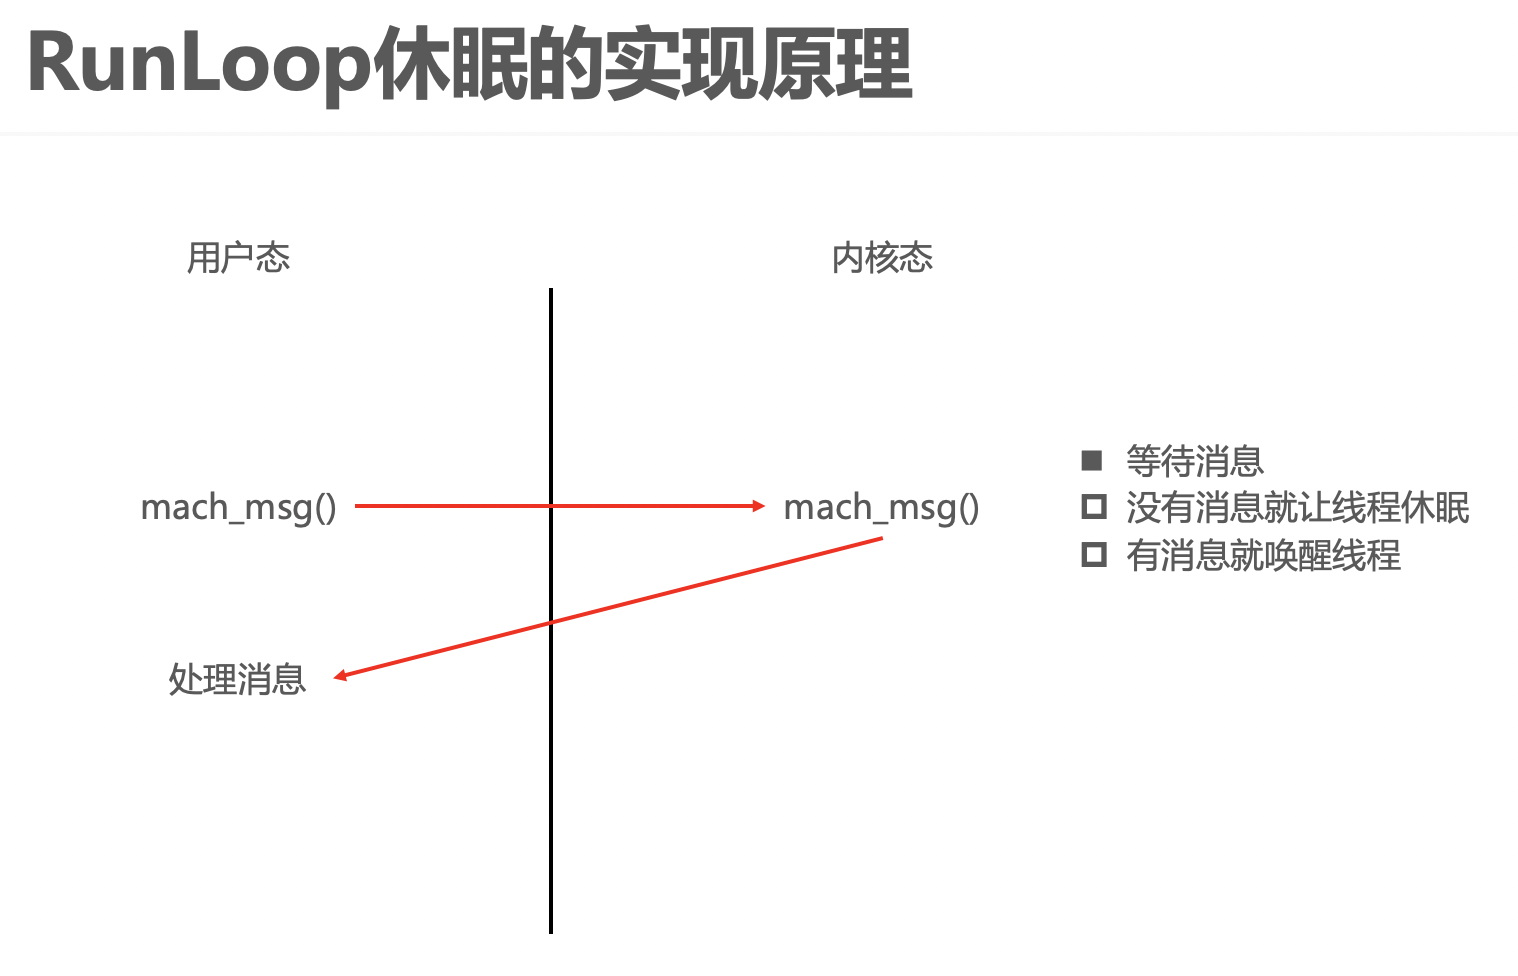 RunLoop休眠的实现原理
用户态
内核态
mach_msg()
mach_msg()
等待消息
没有消息就让线程休眠
有消息就唤醒线程
处理消息